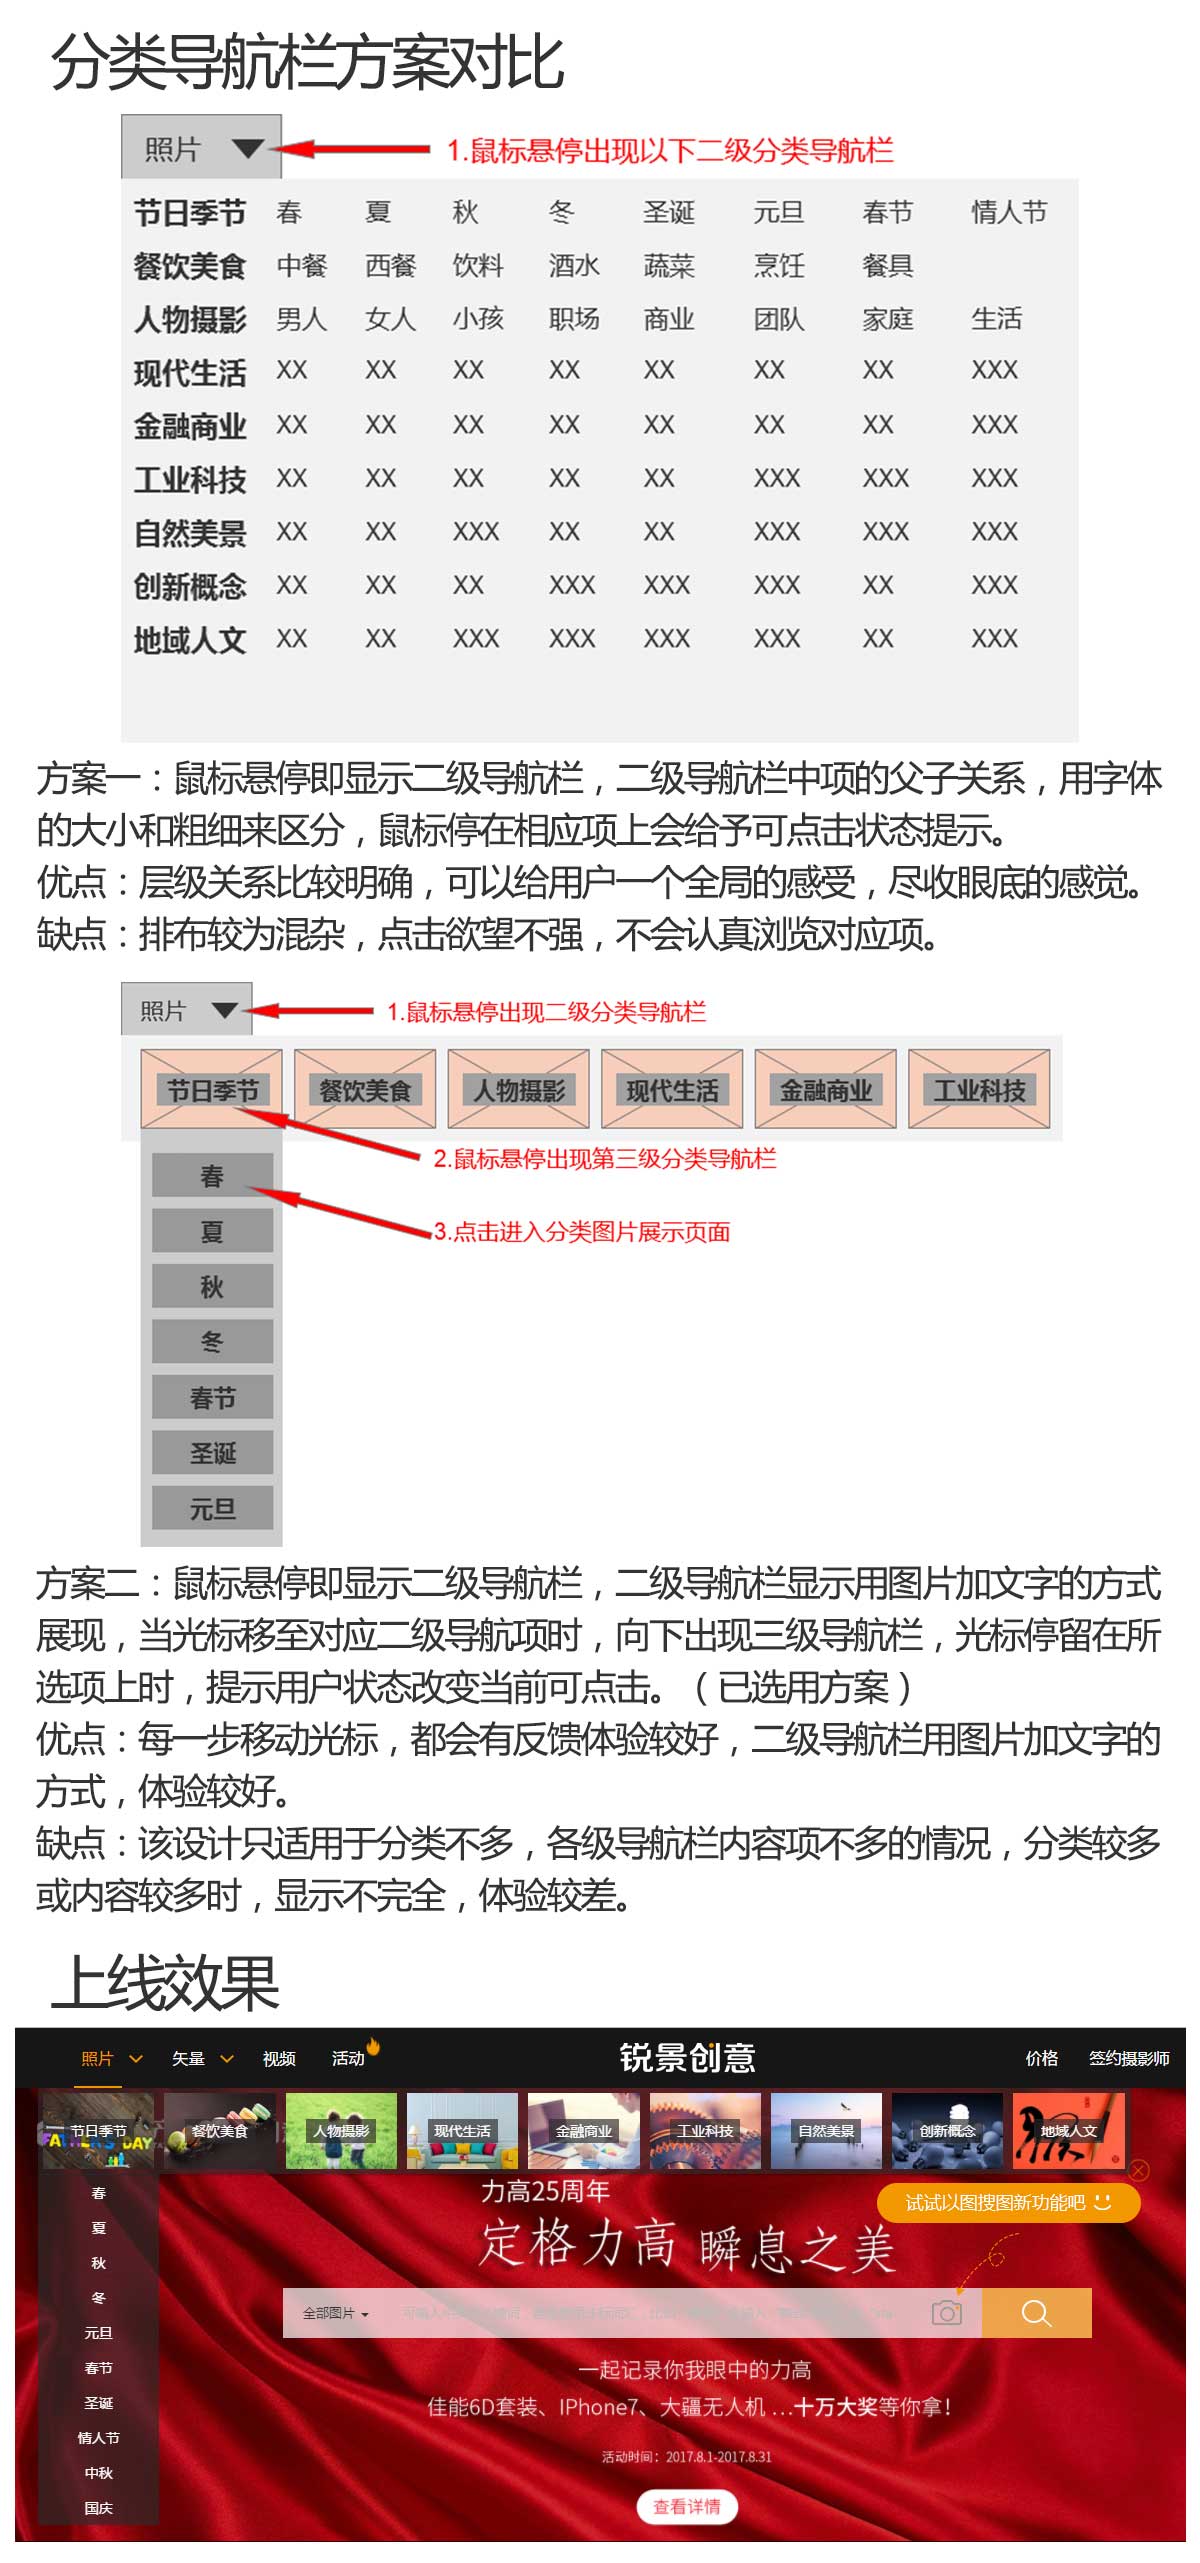 分类导航栏方案对比
照片
1.鼠标悬停出现以下二级分类导航栏
节日季节 春 夏 秋 冬 圣诞 元旦 春节 情人节
餐饮美食 中餐 西餐 饮料 酒水 蔬菜 烹饪 餐具
人物摄影 男人 女人 小孩 职场 商业 团队 家庭 生活
现代生活 XX XX XX XX XX XX XX XXX
金融商业 XX XX XX XX XX XX XX XXX
工业科技 XX XX XX XX XX XXX XXX XXX
自然美景 XX XX XXX XX XX XXX XXX XXX
创新概念 XX XX XX XXX XXX XXX XX XXX
地域人文 XX XX XXX XXX XXX XXX XX XXX
方案一：鼠标悬停即显示二级导航栏，二级导航栏中项的父子关系，用字体
的大小和粗细来区分，鼠标停在相应项上会给予可点击状态提示。
优点：层级关系比较明确，可以给用户一个全局的感受，尽收眼底的感觉。
缺点：排布较为混杂，点击欲望不强，不会认真浏览对应项。
照片
1.鼠标悬停出现二级分类导航栏
节日季节 餐饮美食 人物摄影 现代生活 金融商业 工业科技
2.鼠标悬停出现第三级分类导航栏
春
3.点击进入分类图片展示页面
夏
秋
冬
春节
圣诞
元旦
方案二：鼠标悬停即显示二级导航栏，二级导航栏显示用图片加文字的方式
展现，当光标移至对应二级导航项时，向下出现三级导航栏，光标停留在所
选项上时，提示用户状态改变当前可点击。（已选用方案）
优点：每一步移动光标，都会有反馈体验较好，二级导航栏用图片加文字的
方式，体验较好。
缺点：该设计只适用于分类不多，各级导航栏内容项不多的情况，分类较多
或内容较多时，显示不完全，体验较差。
上线效果
照片 矢量 视频 活动 锐景创意 价格 签约摄影师
节日季节 餐饮美食 人物摄影 现代生活 金融商业 工业科技 自然美景 创新概念 地域人文
FATHER'S DAY
春
夏
秋
冬
元旦
春节
圣诞
情人节
中秋
国庆
力高25周年
试试以图搜图新功能吧
定格力高 瞬息之美
全部图片
一起记录你我眼中的力高
佳能6D套装、IPhone7、大疆无人机 ...十万大奖等你拿！
活动时间：2017.8.1-2017.8.31
查看详情